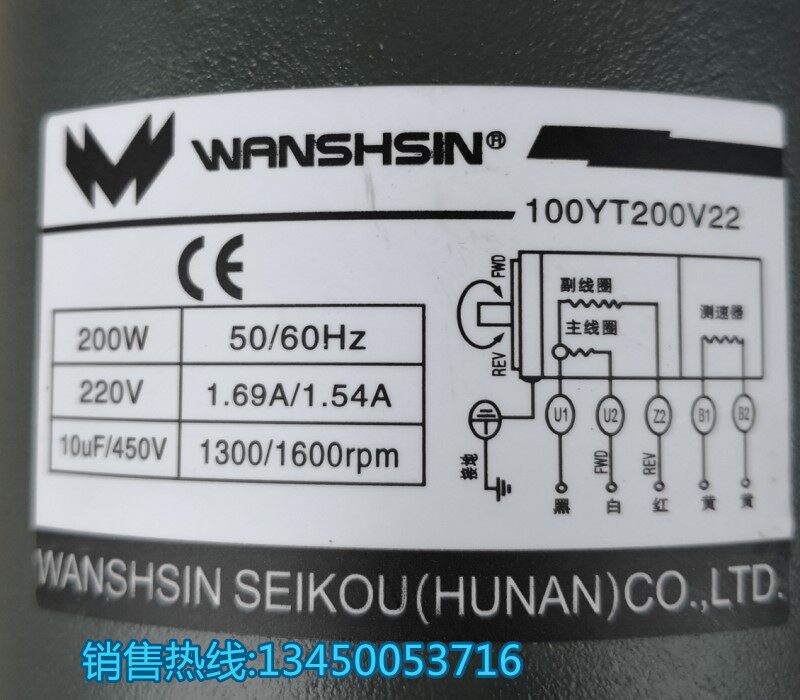 WANSHSIN®
100YT200V22
CE
200W 50/60Hz
220V 1.69A/1.54A
10uF/450V 1300/1600rpm
FWD
REV
副线圈
主线圈
测速器
U1 U2 Z2 B1 B2
FWD REV
接地
黑 白 红 黄 黄
WANSHSIN SEIKOU(HUNAN)CO.,LTD.
销售热线:13450053716